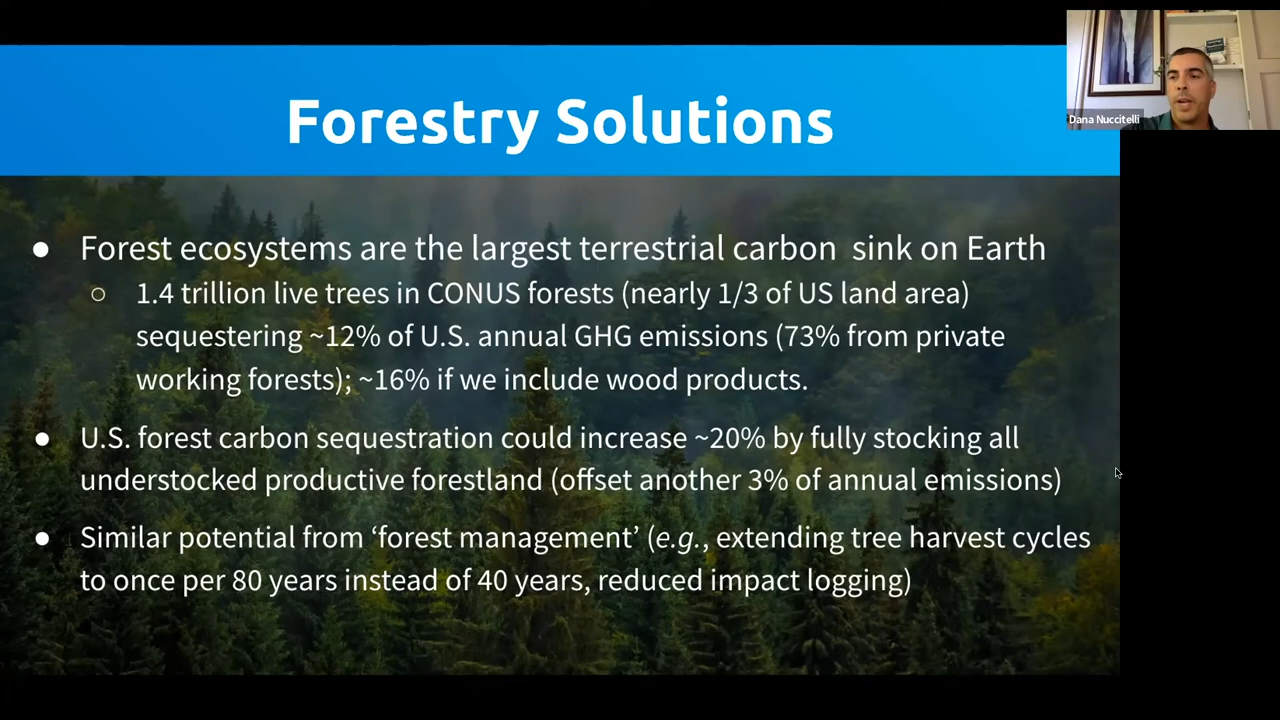 Forestry Solutions
Dana Nuccitelli
● Forest ecosystems are the largest terrestrial carbon sink on Earth
○ 1.4 trillion live trees in CONUS forests (nearly 1/3 of US land area)
sequestering ~12% of U.S. annual GHG emissions (73% from private
working forests); ~16% if we include wood products.
● U.S. forest carbon sequestration could increase ~20% by fully stocking all
understocked productive forestland (offset another 3% of annual emissions)
● Similar potential from ‘forest management’ (e.g., extending tree harvest cycles
to once per 80 years instead of 40 years, reduced impact logging)